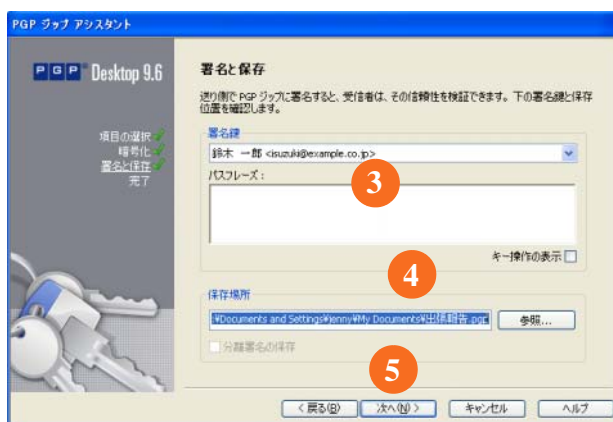 PGP ジップ アシスタント
PGP Desktop 9.6
項目の選択
暗号化
署名と保存
完了
署名と保存
送り側で PGP ジップに署名すると、受信者は、その信頼性を検証できます。下の署名鍵と保存
位置を確認します。
署名鍵
鈴木 一郎 <isuzuki@example.co.jp>
パスフレーズ：
3
キー操作の表示
4
保存場所
:¥Documents and Settings¥jenny¥My Documents¥出張報告.pgp
参照...
分離署名の保存
5
< 戻る(B)
次へ(N) >
キャンセル
ヘルプ